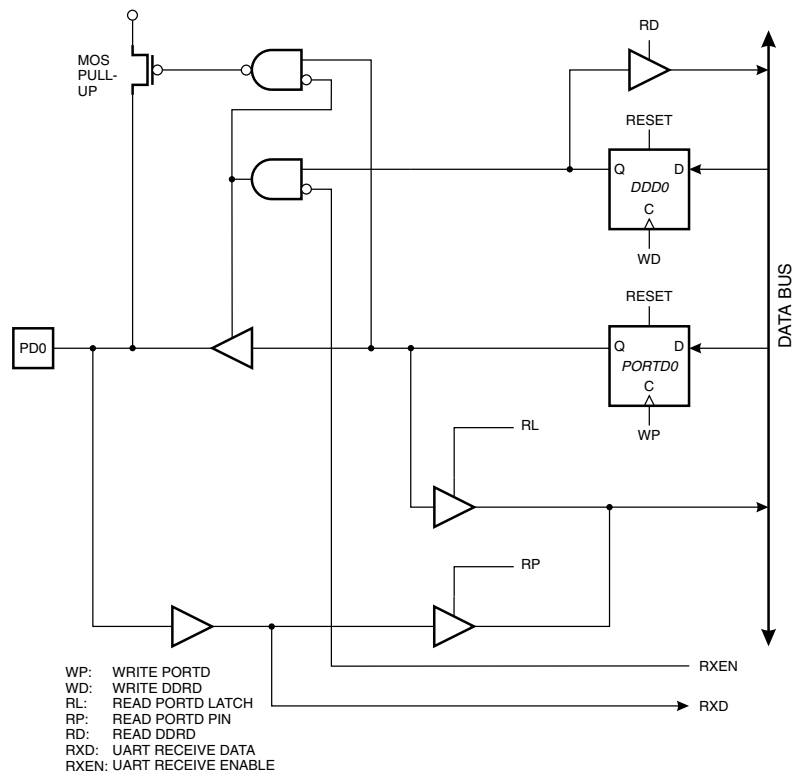 RD
MOS
PULL-
UP
RESET
Q
D
DDD0
C
WD
DATA BUS
RESET
PD0
Q
D
PORTD0
C
WP
RL
RP
RXEN
WP: WRITE PORTD
WD: WRITE DDRD
RL: READ PORTD LATCH
RXD
RP: READ PORTD PIN
RD: READ DDRD
RXD: UART RECEIVE DATA
RXEN: UART RECEIVE ENABLE